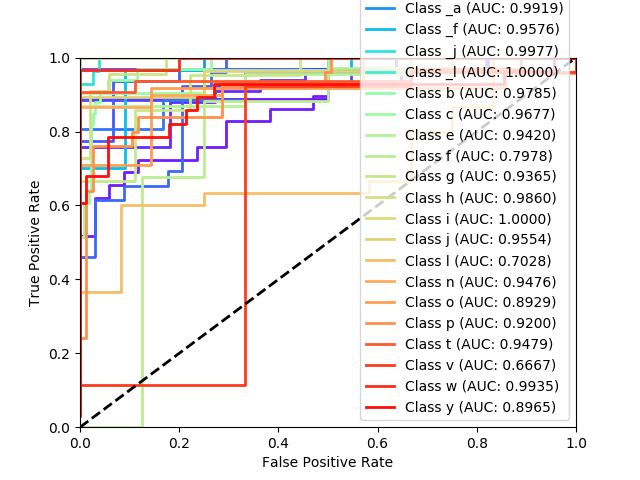 Class _a (AUC: 0.9919)
Class _f (AUC: 0.9576)
Class _j (AUC: 0.9977)
Class _l (AUC: 1.0000)
Class b (AUC: 0.9785)
Class c (AUC: 0.9677)
Class e (AUC: 0.9420)
Class f (AUC: 0.7978)
Class g (AUC: 0.9365)
Class h (AUC: 0.9860)
Class i (AUC: 1.0000)
Class j (AUC: 0.9554)
Class l (AUC: 0.7028)
Class n (AUC: 0.9476)
Class o (AUC: 0.8929)
Class p (AUC: 0.9200)
Class t (AUC: 0.9479)
Class v (AUC: 0.6667)
Class w (AUC: 0.9935)
Class y (AUC: 0.8965)
True Positive Rate
1.0
0.8
0.6
0.4
0.2
0.0
0.0 0.2 0.4 0.6 0.8 1.0
False Positive Rate